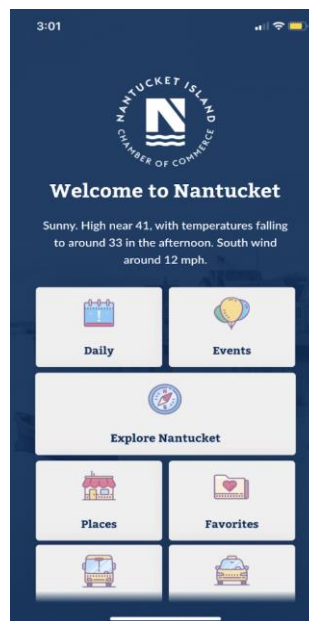 3:01
NANTUCKET ISLAND
N
CHAMBER OF COMMERCE
Welcome to Nantucket
Sunny. High near 41, with temperatures falling
to around 33 in the afternoon. South wind
around 12 mph.
Daily
Events
Explore Nantucket
Places
Favorites